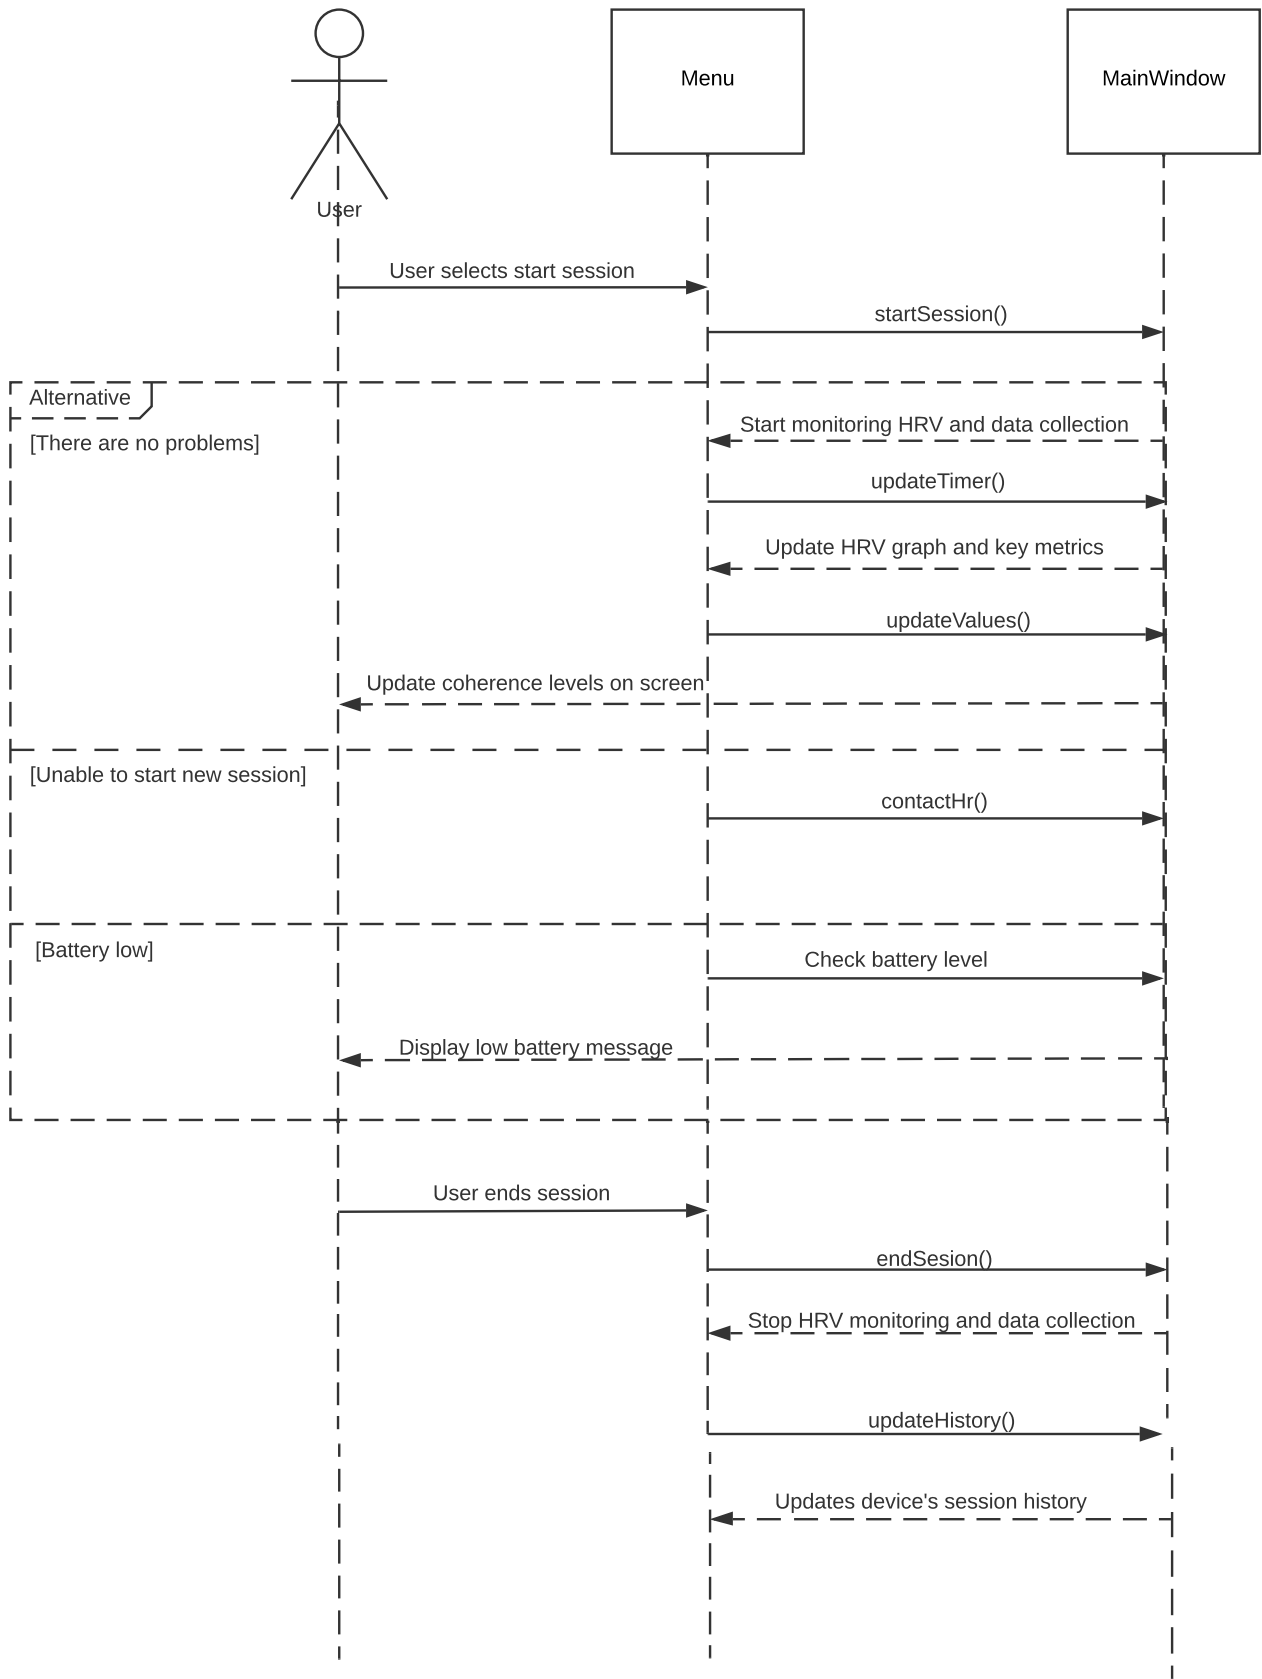 Menu
MainWindow
User
User selects start session
startSession()
Alternative
Start monitoring HRV and data collection
[There are no problems]
updateTimer()
Update HRV graph and key metrics
updateValues()
Update coherence levels on screen
[Unable to start new session]
contactHr()
[Battery low]
Check battery level
Display low battery message
User ends session
endSesion()
Stop HRV monitoring and data collection
updateHistory()
Updates device's session history